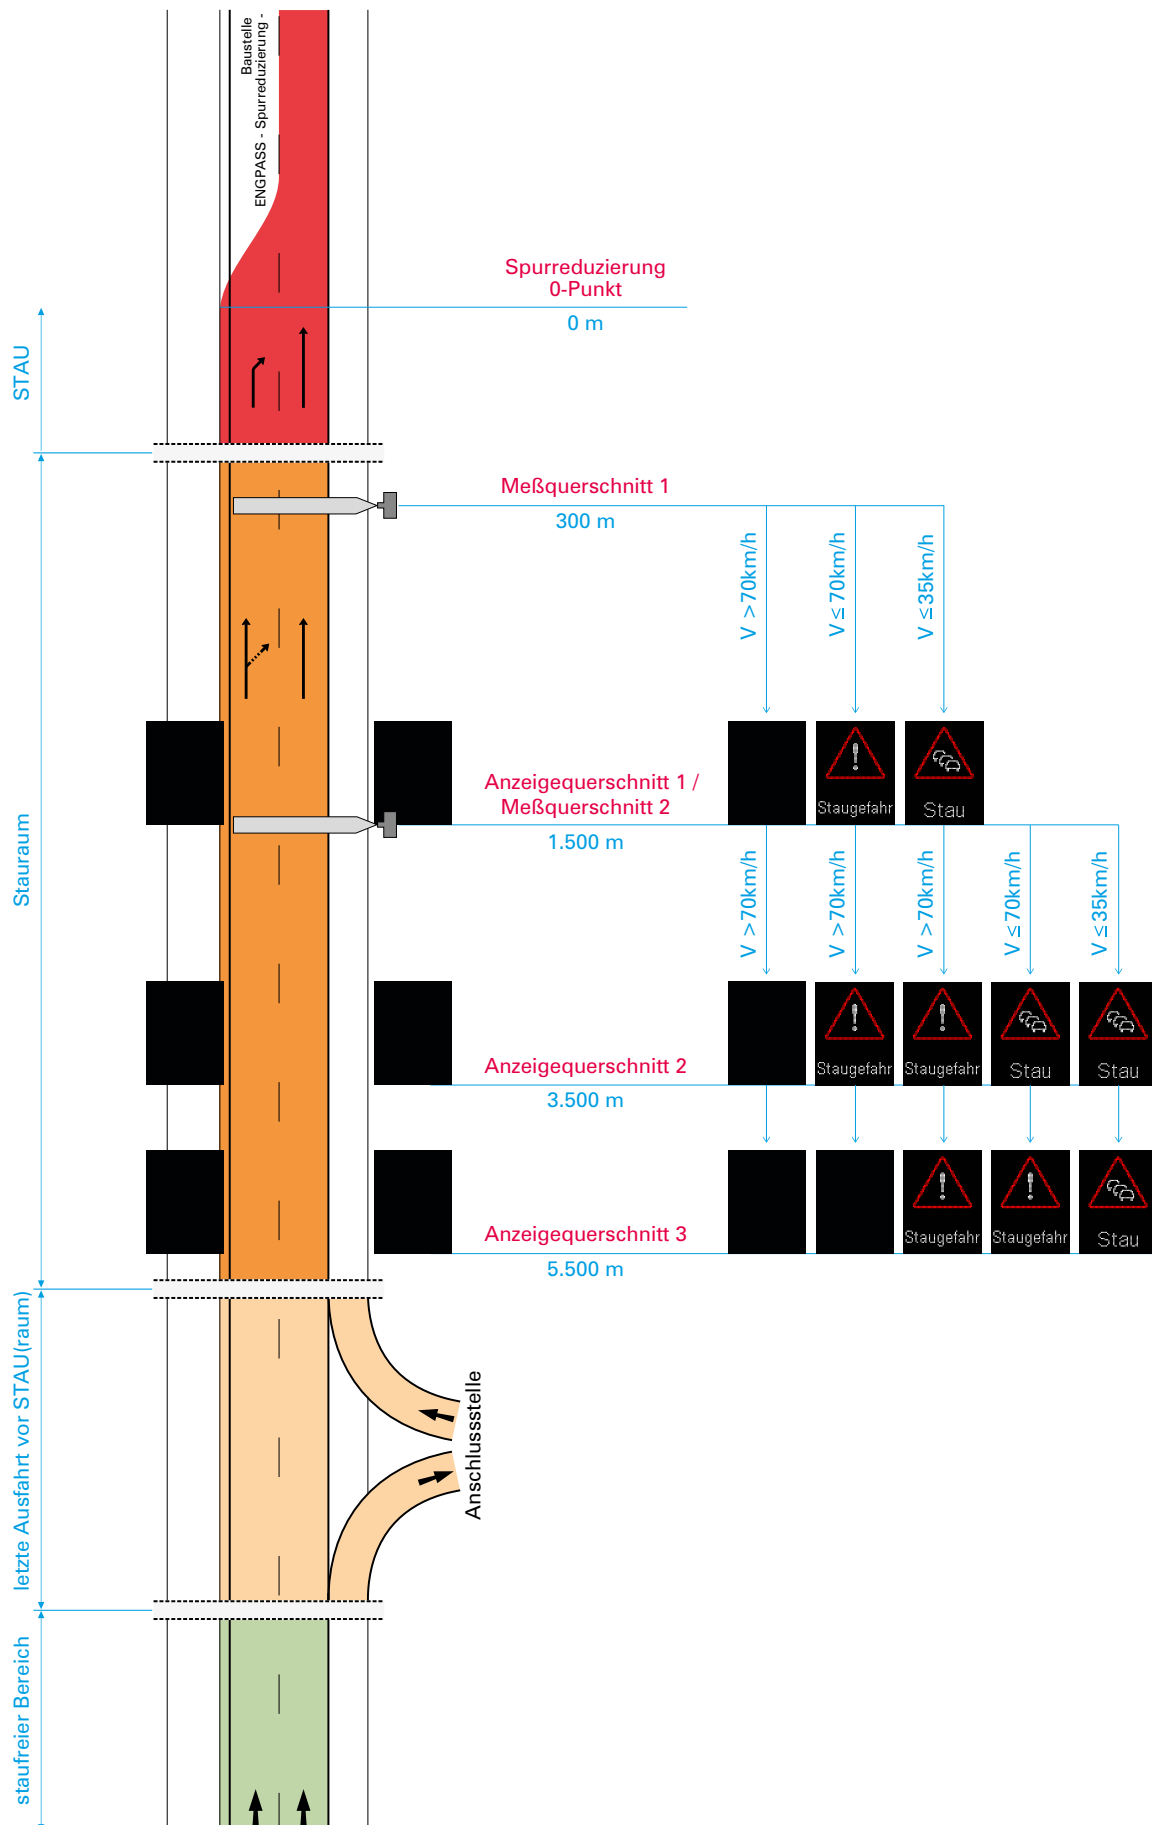 Baustelle
ENGPASS - Spurreduzierung -
Spurreduzierung
0-Punkt
0 m
STAU
Meßquerschnitt 1
300 m
V >70km/h
V ≤70km/h
V ≤35km/h
Staugefahr
Stau
Anzeigequerschnitt 1 /
Meßquerschnitt 2
1.500 m
Stauraum
V >70km/h
V >70km/h
V >70km/h
V ≤70km/h
V ≤35km/h
Staugefahr
Staugefahr
Stau
Stau
Anzeigequerschnitt 2
3.500 m
Staugefahr
Staugefahr
Stau
Anzeigequerschnitt 3
5.500 m
letzte Ausfahrt vor STAU(raum)
Anschlussstelle
staufreier Bereich